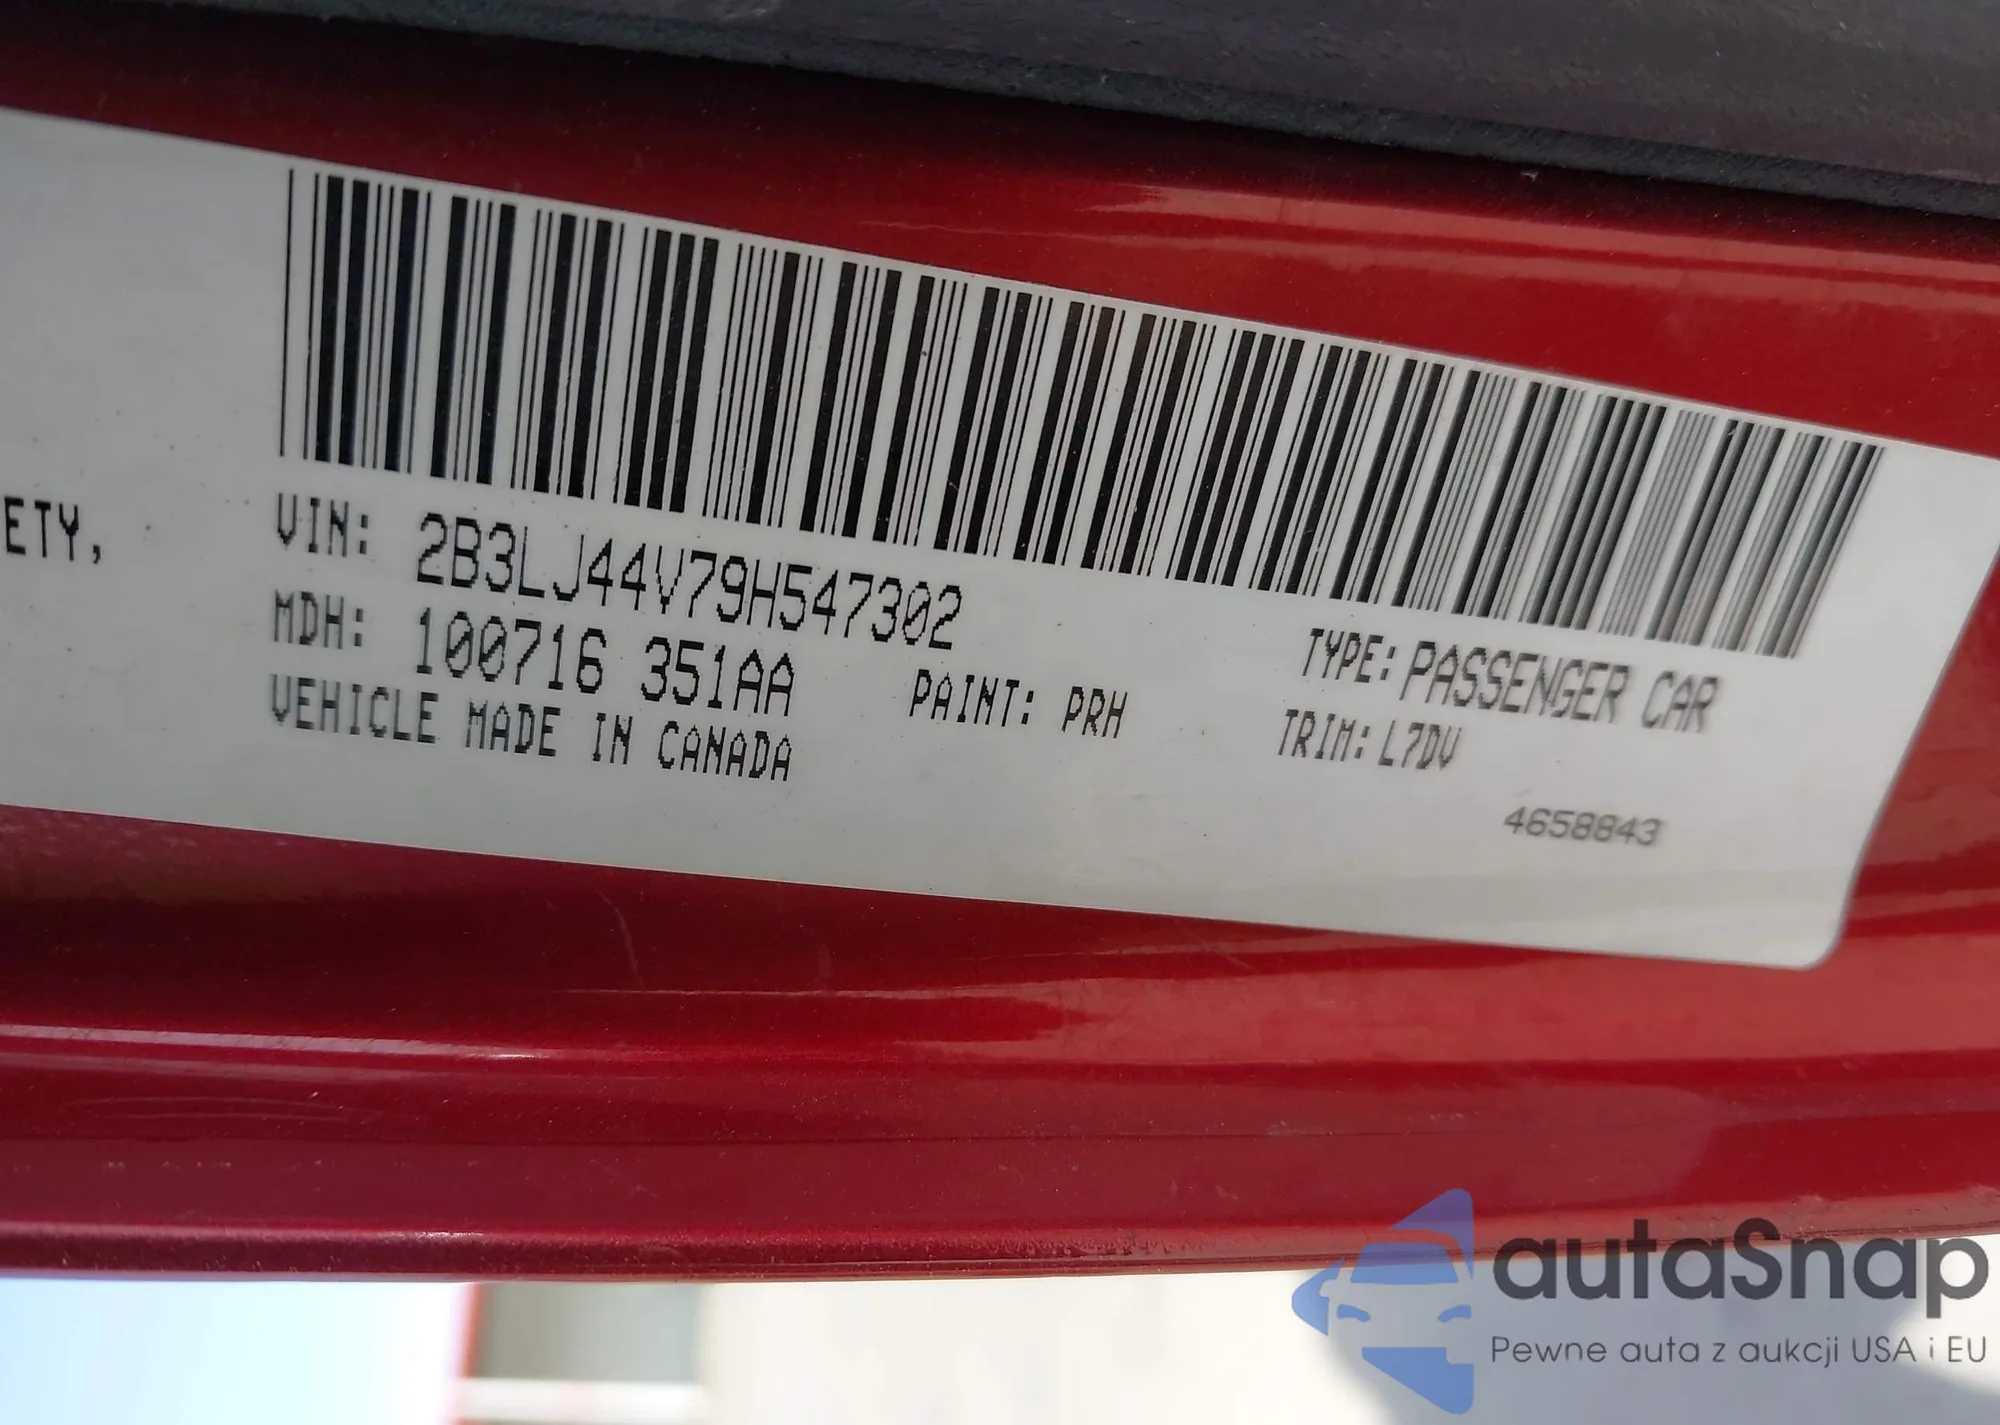 ETY,
VIN: 2B3LJ44V79H547302
MDH: 100716 351AA
VEHICLE MADE IN CANADA
PAINT: PRH
TYPE: PASSENGER CAR
TRIM: L7DV
4658843
autaSnap
Pewne auta z aukcji USA i EU